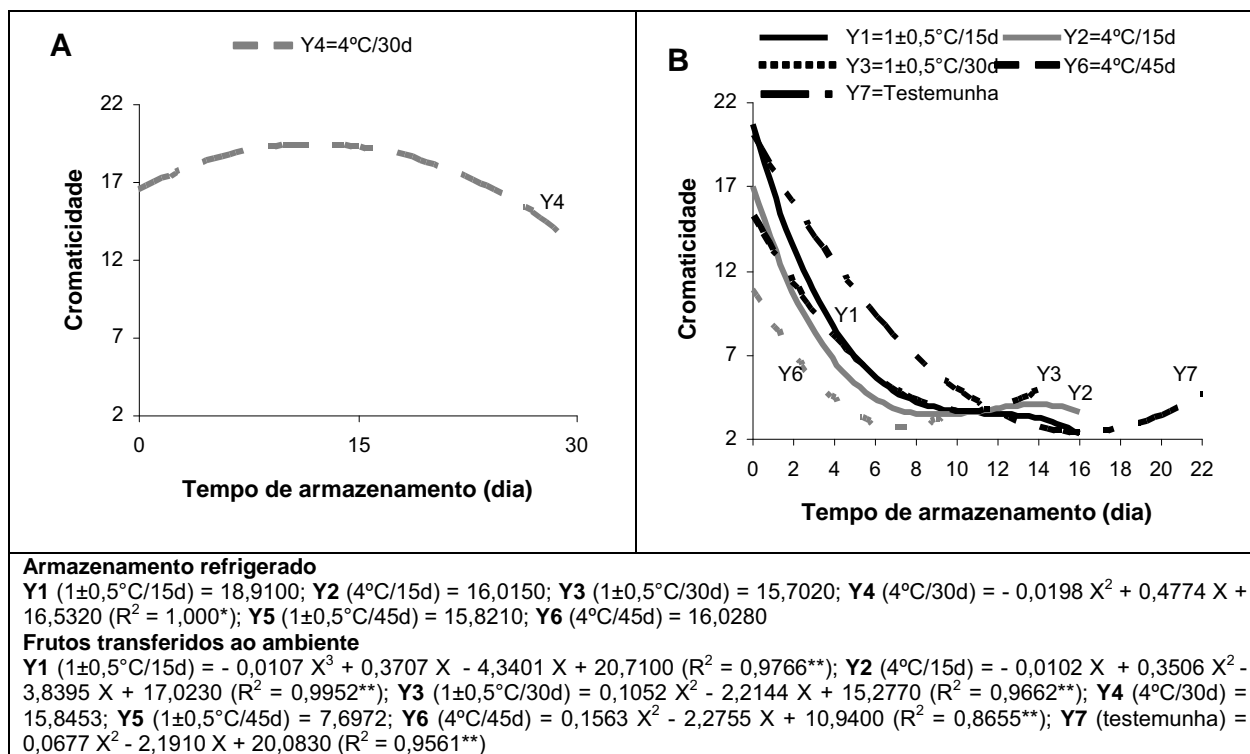 A
Y4=4ºC/30d
22
17
12
7
2
Cromaticidade
Y4
0 15 30
Tempo de armazenamento (dia)
B
Y1=1±0,5°C/15d Y2=4ºC/15d
Y3=1±0,5°C/30d Y6=4ºC/45d
Y7=Testemunha
22
17
12
7
2
Cromaticidade
Y1
Y6
Y3
Y2
Y7
0 2 4 6 8 10 12 14 16 18 20 22
Tempo de armazenamento (dia)
Armazenamento refrigerado
Y1 (1±0,5°C/15d) = 18,9100; Y2 (4ºC/15d) = 16,0150; Y3 (1±0,5°C/30d) = 15,7020; Y4 (4ºC/30d) = - 0,0198 X² + 0,4774 X +
16,5320 (R² = 1,000*); Y5 (1±0,5°C/45d) = 15,8210; Y6 (4ºC/45d) = 16,0280
Frutos transferidos ao ambiente
Y1 (1±0,5°C/15d) = - 0,0107 X³ + 0,3707 X - 4,3401 X + 20,7100 (R² = 0,9766**); Y2 (4ºC/15d) = - 0,0102 X + 0,3506 X² -
3,8395 X + 17,0230 (R² = 0,9952**); Y3 (1±0,5°C/30d) = 0,1052 X² - 2,2144 X + 15,2770 (R² = 0,9662**); Y4 (4ºC/30d) =
15,8453; Y5 (1±0,5°C/45d) = 7,6972; Y6 (4ºC/45d) = 0,1563 X² - 2,2755 X + 10,9400 (R² = 0,8655**); Y7 (testemunha) =
0,0677 X² - 2,1910 X + 20,0830 (R² = 0,9561**)